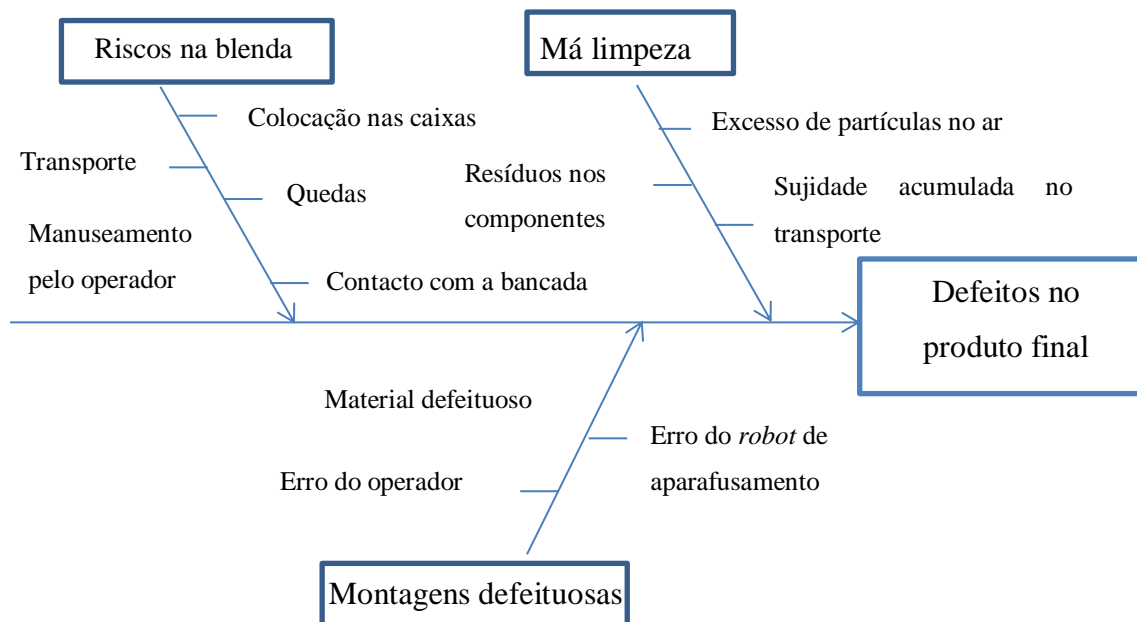 Riscos na blenda
Má limpeza
Colocação nas caixas
Transporte
Quedas
Manuseamento
pelo operador
Contacto com a bancada
Excesso de partículas no ar
Resíduos nos
componentes
Sujidade acumulada no
transporte
Defeitos no
produto final
Material defeituoso
Erro do operador
Erro do robot de
aparafusamento
Montagens defeituosas